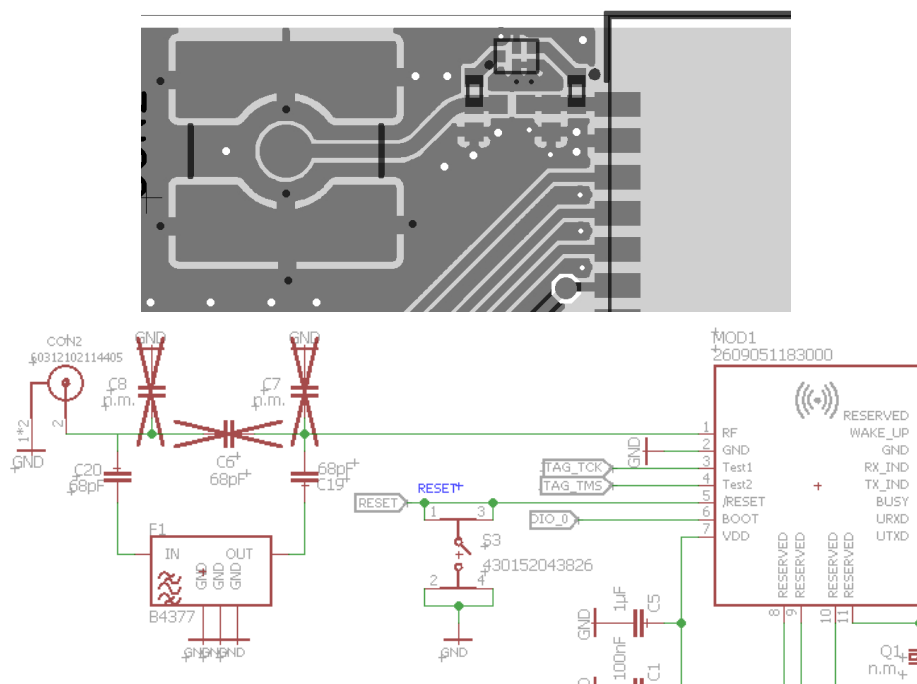 CON2
60312102114405
1*2
2
GND
GND
C8
n.m.
GND
C7
n.m.
C6
68pF
C20
68pF
68pF
C19
F1
IN
OUT
GND
GND
GND
B4377
GND
GND
GND
RESET
RESET
1
3
S3
430152043826
2
4
GND
MOD1
2609051183000
RESERVED
WAKE_UP
GND
RX_IND
TX_IND
BUSY
URXD
UTXD
1
RF
2
GND
3
Test1
4
Test2
5
/RESET
6
BOOT
7
VDD
GND
TAG_TCK
TAG_TMS
DIO_0
RESERVED
RESERVED
RESERVED
RESERVED
8
9
10
11
GND
1µF
C5
100nF
C1
Q1
n.m.